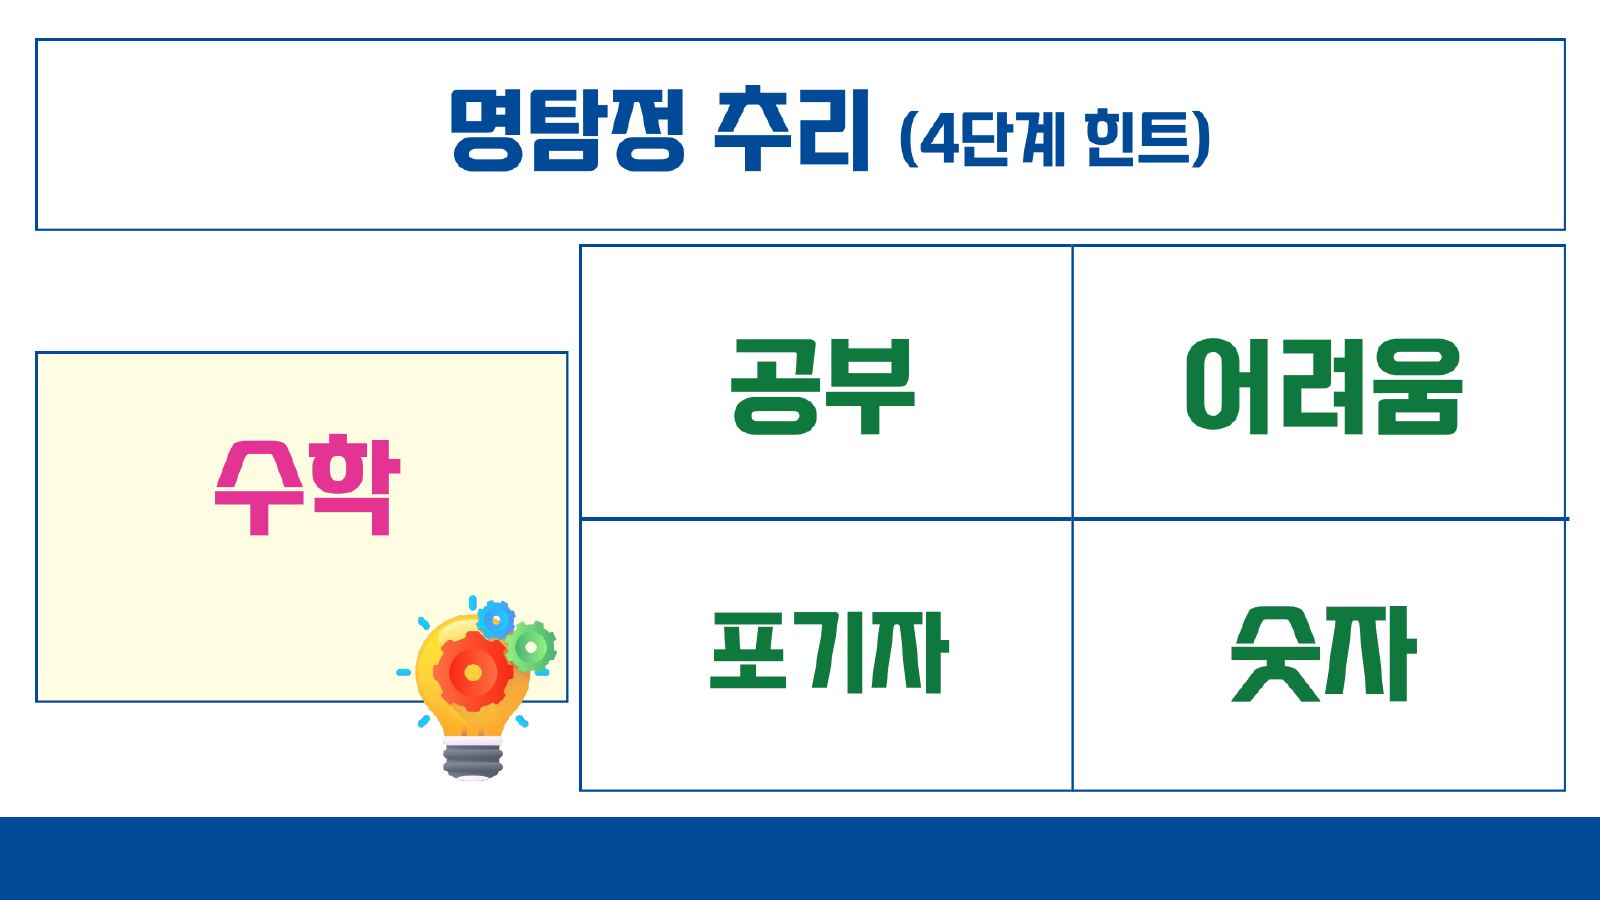 명탐정 추리 (4단계 힌트)
수학
공부
어려움
포기자
숫자